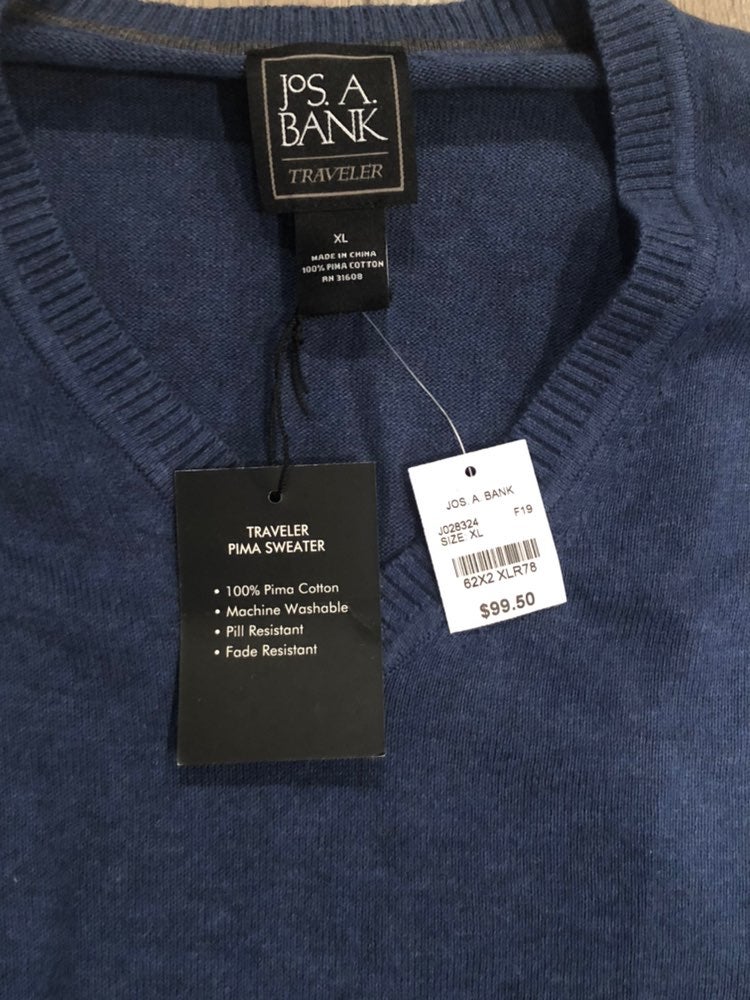 JoS. A.
BANK
TRAVELER
XL
MADE IN CHINA
100% PIMA COTTON
RN 31608
TRAVELER
PIMA SWEATER
• 100% Pima Cotton
• Machine Washable
• Pill Resistant
• Fade Resistant
JOS. A. BANK
J028324 F19
SIZE: XL
62X2 XLR78
$99.50